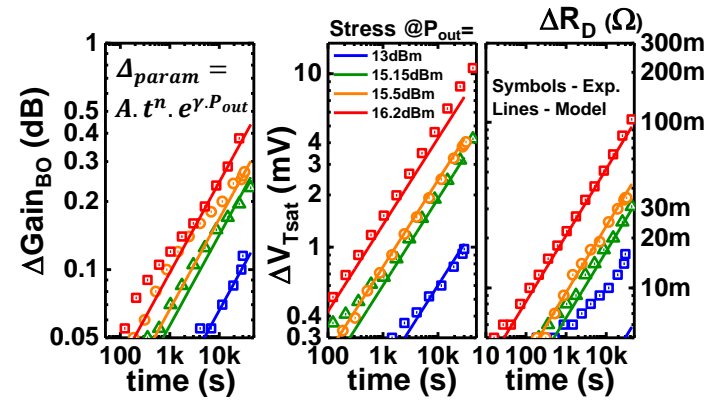 Stress @P_out=
ΔR_D (Ω)
Δ_param =
A. t^n. e^{γ.P_out}
13dBm
15.15dBm
15.5dBm
16.2dBm
Symbols - Exp.
Lines - Model
ΔGain_BO (dB)
1
0.5
0.4
0.3
0.2
0.1
0.05
100 1k 10k
time (s)
ΔV_Tsat (mV)
10
4
3
1
0.4
0.3
100 1k 10k
time (s)
300m
200m
100m
30m
20m
10m
10 100 1k 10k
time (s)